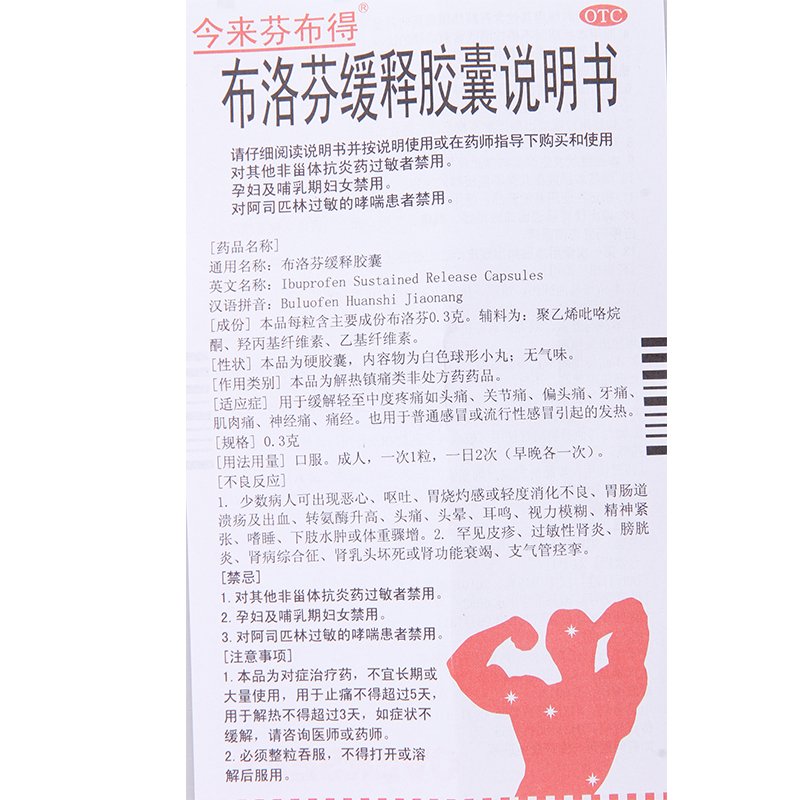 今来芬布得®
OTC
布洛芬缓释胶囊说明书
请仔细阅读说明书并按说明使用或在药师指导下购买和使用
对其他非甾体抗炎药过敏者禁用。
孕妇及哺乳期妇女禁用。
对阿司匹林过敏的哮喘患者禁用。
[药品名称]
通用名称：布洛芬缓释胶囊
英文名称：Ibuprofen Sustained Release Capsules
汉语拼音：Buluofen Huanshi Jiaonang
[成份] 本品每粒含主要成份布洛芬0.3克。辅料为：聚乙烯吡咯烷
酮、羟丙基纤维素、乙基纤维素。
[性状] 本品为硬胶囊，内容物为白色球形小丸；无气味。
[作用类别] 本品为解热镇痛类非处方药药品。
[适应症] 用于缓解轻至中度疼痛如头痛、关节痛、偏头痛、牙痛、
肌肉痛、神经痛、痛经。也用于普通感冒或流行性感冒引起的发热。
[规格] 0.3克
[用法用量] 口服。成人，一次1粒，一日2次（早晚各一次）。
[不良反应]
1. 少数病人可出现恶心、呕吐、胃烧灼感或轻度消化不良、胃肠道
溃疡及出血、转氨酶升高、头痛、头晕、耳鸣、视力模糊、精神紧
张、嗜睡、下肢水肿或体重骤增。2. 罕见皮疹、过敏性肾炎、膀胱
炎、肾病综合征、肾乳头坏死或肾功能衰竭、支气管痉挛。
[禁忌]
1. 对其他非甾体抗炎药过敏者禁用。
2. 孕妇及哺乳期妇女禁用。
3. 对阿司匹林过敏的哮喘患者禁用。
[注意事项]
1. 本品为对症治疗药，不宜长期或
大量使用，用于止痛不得超过5天，
用于解热不得超过3天，如症状不
缓解，请咨询医师或药师。
2. 必须整粒吞服，不得打开或溶
解后服用。